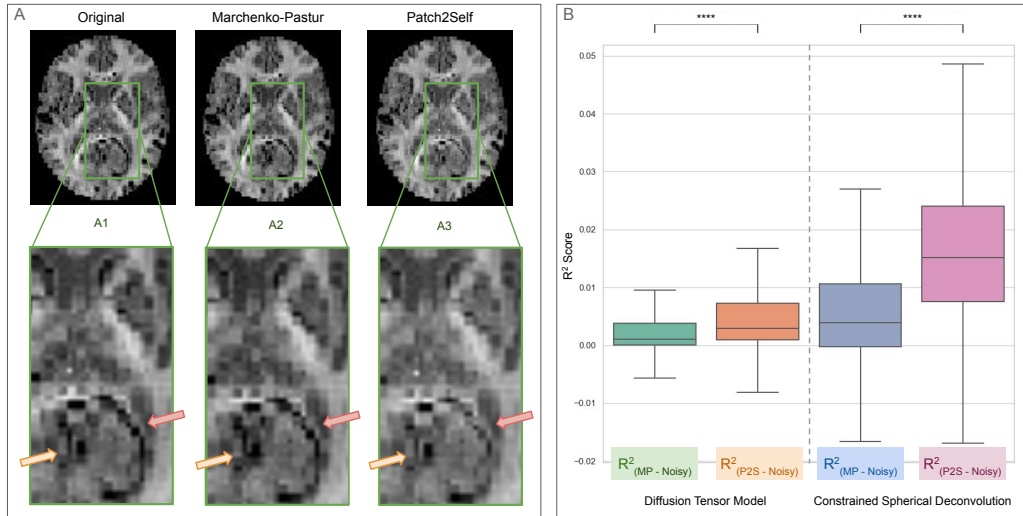 A
Original
Marchenko-Pastur
Patch2Self
A1
A2
A3
B
****
****
0.05
0.04
0.03
0.02
0.01
0.00
−0.01
−0.02
R² Score
R²(MP - Noisy)
R²(P2S - Noisy)
R²(MP - Noisy)
R²(P2S - Noisy)
Diffusion Tensor Model
Constrained Spherical Deconvolution